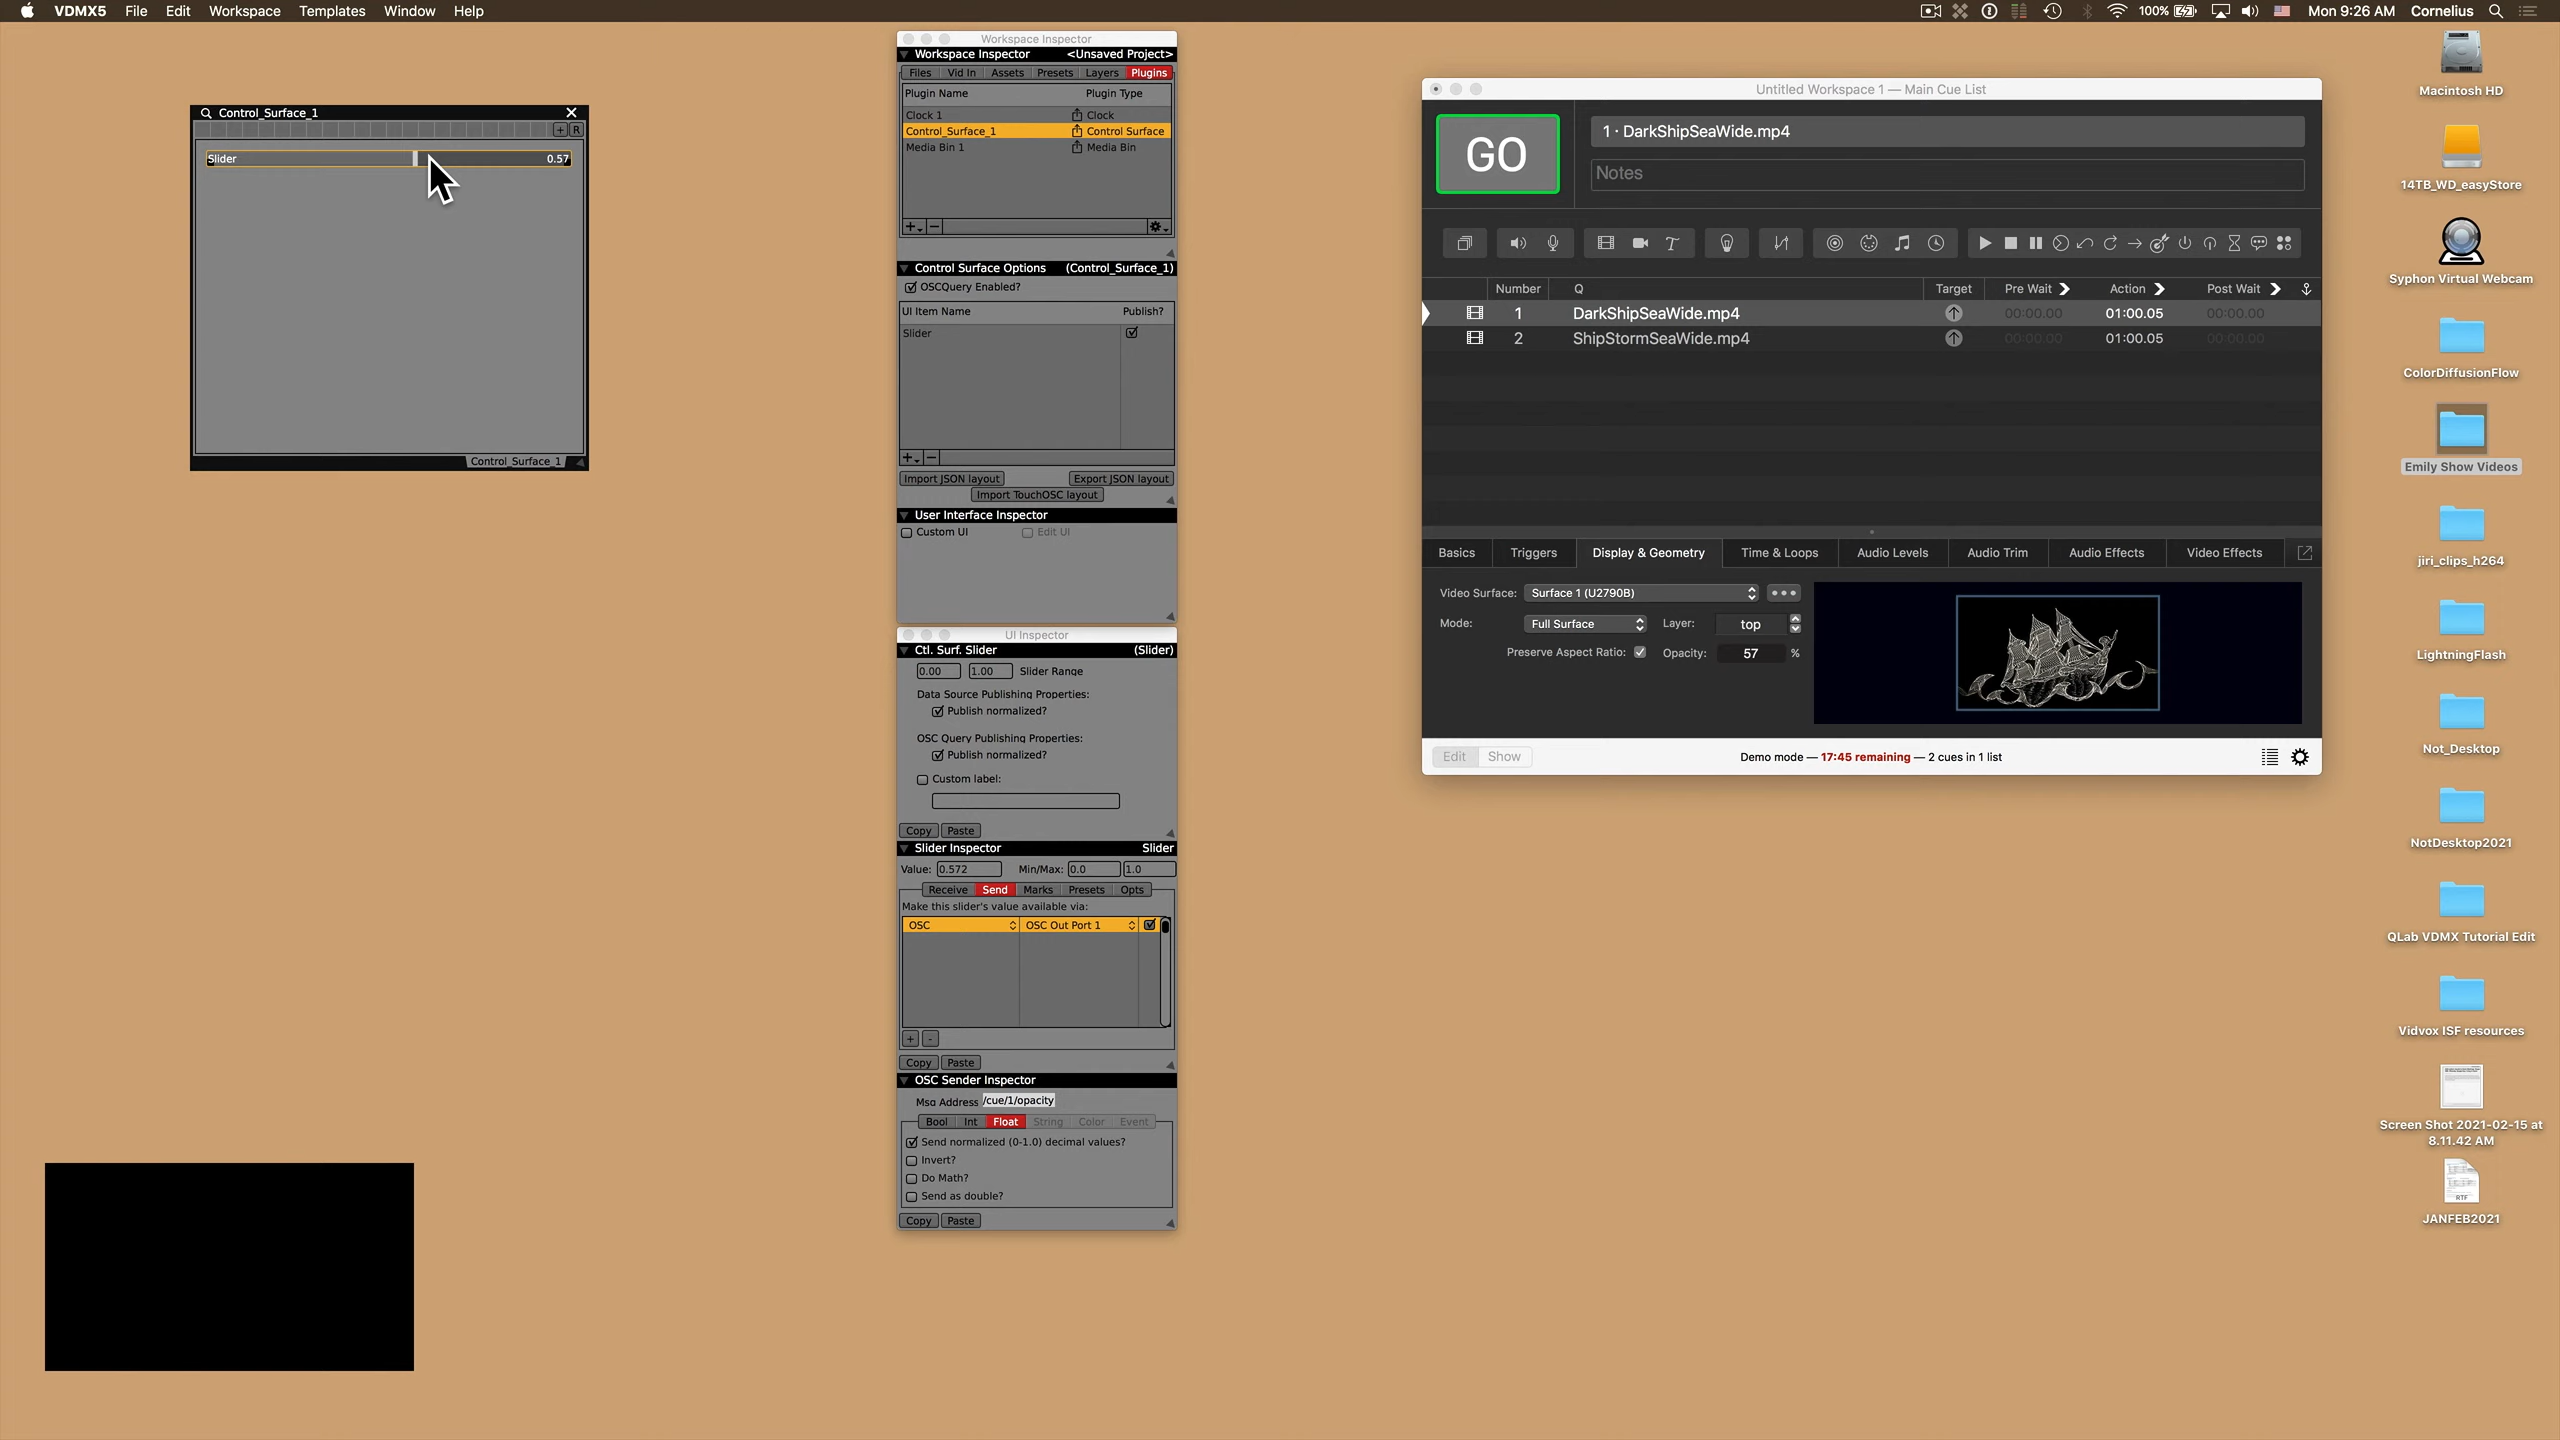 VDMX5 File Edit Workspace Templates Window Help
100% Mon 9:26 AM Cornelius
Control_Surface_1
+ R
Slider 0.57
Control_Surface_1
Workspace Inspector
Workspace Inspector <Unsaved Project>
Files Vid In Assets Presets Layers Plugins
Plugin Name Plugin Type
Clock 1 Clock
Control_Surface_1 Control Surface
Media Bin 1 Media Bin
Control Surface Options (Control_Surface_1)
OSCQuery Enabled?
UI Item Name Publish?
Slider
Import JSON layout Export JSON layout
Import TouchOSC layout
User Interface Inspector
Custom UI Edit UI
UI Inspector
Ctl. Surf. Slider (Slider)
0.00 1.00 Slider Range
Data Source Publishing Properties:
Publish normalized?
OSC Query Publishing Properties:
Publish normalized?
Custom label:
Copy Paste
Slider Inspector Slider
Value: 0.572 Min/Max: 0.0 1.0
Receive Send Marks Presets Opts
Make this slider's value available via:
OSC OSC Out Port 1
+ -
Copy Paste
OSC Sender Inspector
Msg Address /cue/1/opacity
Bool Int Float String Color Event
Send normalized (0-1.0) decimal values?
Invert?
Do Math?
Send as double?
Copy Paste
Untitled Workspace 1 — Main Cue List
GO
1 · DarkShipSeaWide.mp4
Notes
Number Q Target Pre Wait Action Post Wait
1 DarkShipSeaWide.mp4 00:00.00 01:00.05 00:00.00
2 ShipStormSeaWide.mp4 00:00.00 01:00.05 00:00.00
Basics Triggers Display & Geometry Time & Loops Audio Levels Audio Trim Audio Effects Video Effects
Video Surface: Surface 1 (U2790B)
Mode: Full Surface Layer: top
Preserve Aspect Ratio: Opacity: 57 %
Edit Show Demo mode — 17:45 remaining — 2 cues in 1 list
Macintosh HD
14TB_WD_easyStore
Syphon Virtual Webcam
ColorDiffusionFlow
Emily Show Videos
jiri_clips_h264
LightningFlash
Not_Desktop
NotDesktop2021
QLab VDMX Tutorial Edit
Vidvox ISF resources
Screen Shot 2021-02-15 at
8.11.42 AM
RTF
JANFEB2021